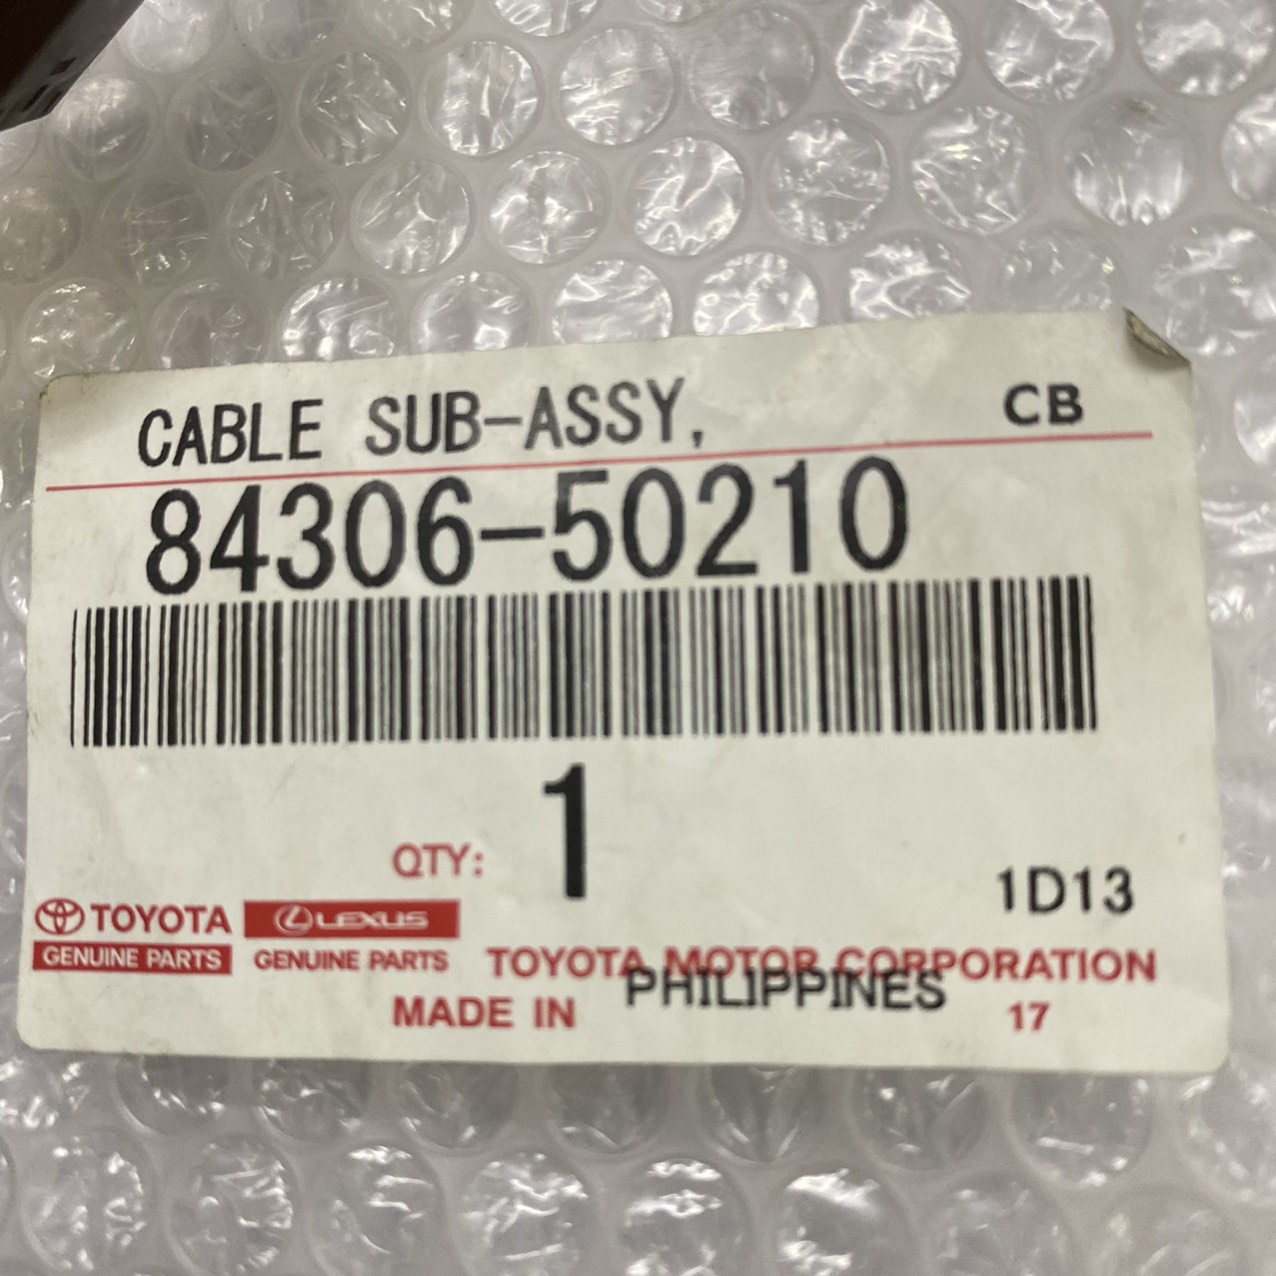 CABLE SUB-ASSY, CB
84306-50210
QTY: 1
1D13
TOYOTA LEXUS
GENUINE PARTS GENUINE PARTS TOYOTA MOTOR CORPORATION
MADE IN PHILIPPINES 17